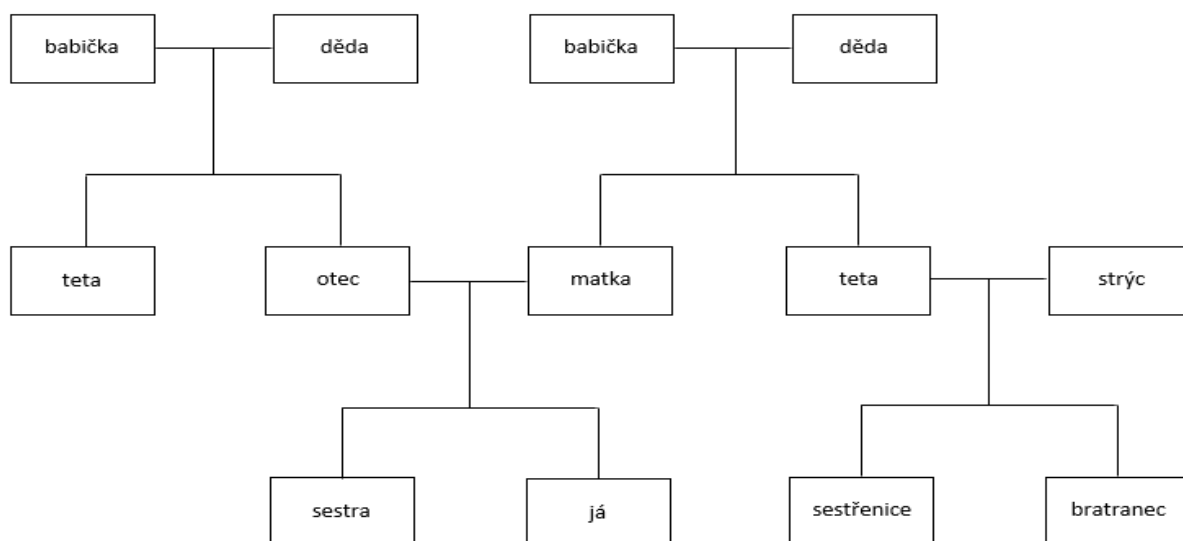 babička
děda
babička
děda
teta
otec
matka
teta
strýc
sestra
já
sestřenice
bratranec